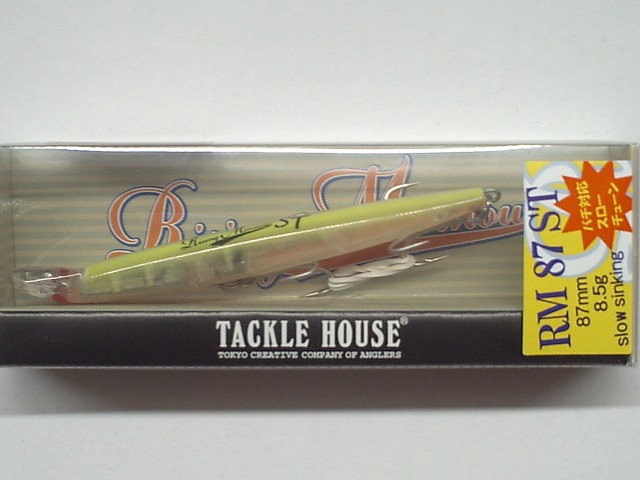 ST
TACKLE HOUSE®
TOKYO CREATIVE COMPANY OF ANGLERS
RM 87ST
87mm
8.5g
slow sinking
バチ対応
スロー
チューン